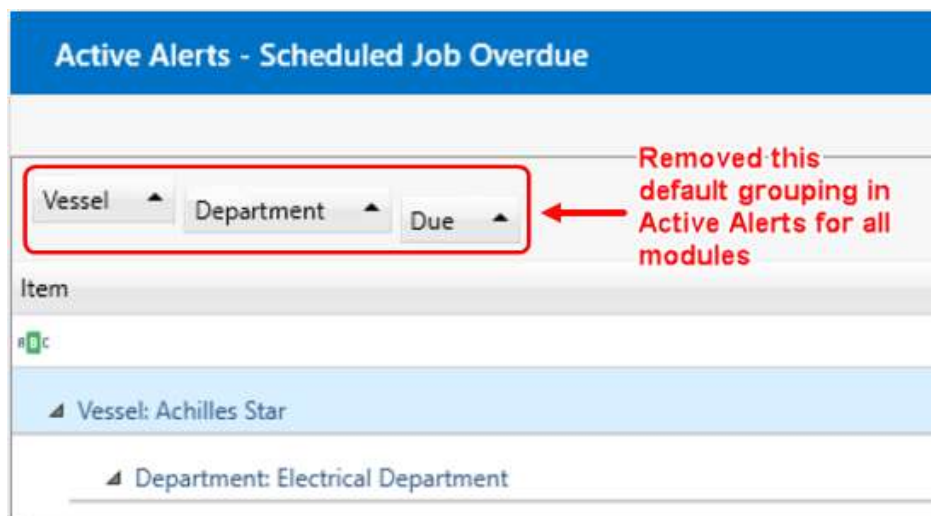 Active Alerts - Scheduled Job Overdue
Vessel
Department
Due
Removed this
default grouping in
Active Alerts for all
modules
Item
ABC
Vessel: Achilles Star
Department: Electrical Department